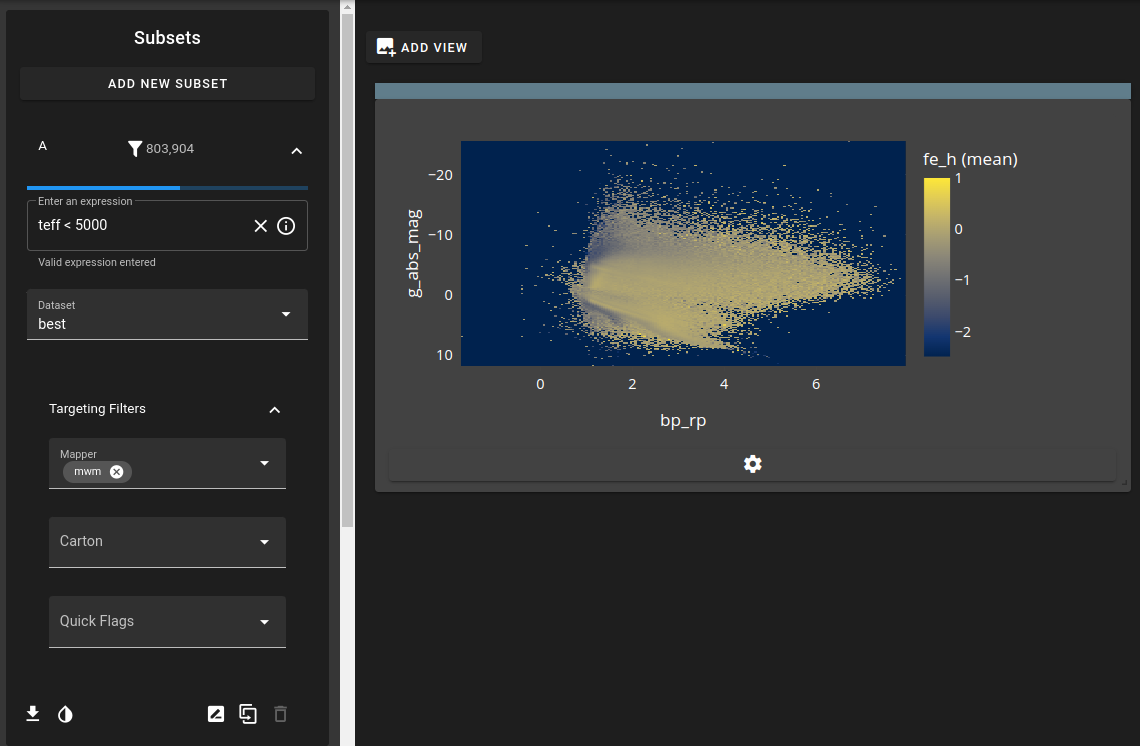 Subsets
ADD NEW SUBSET
A
803,904
Enter an expression
teff < 5000
Valid expression entered
Dataset
best
Targeting Filters
Mapper
mwm
Carton
Quick Flags
ADD VIEW
−20
−10
0
10
g_abs_mag
0
2
4
6
bp_rp
fe_h (mean)
1
0
−1
−2